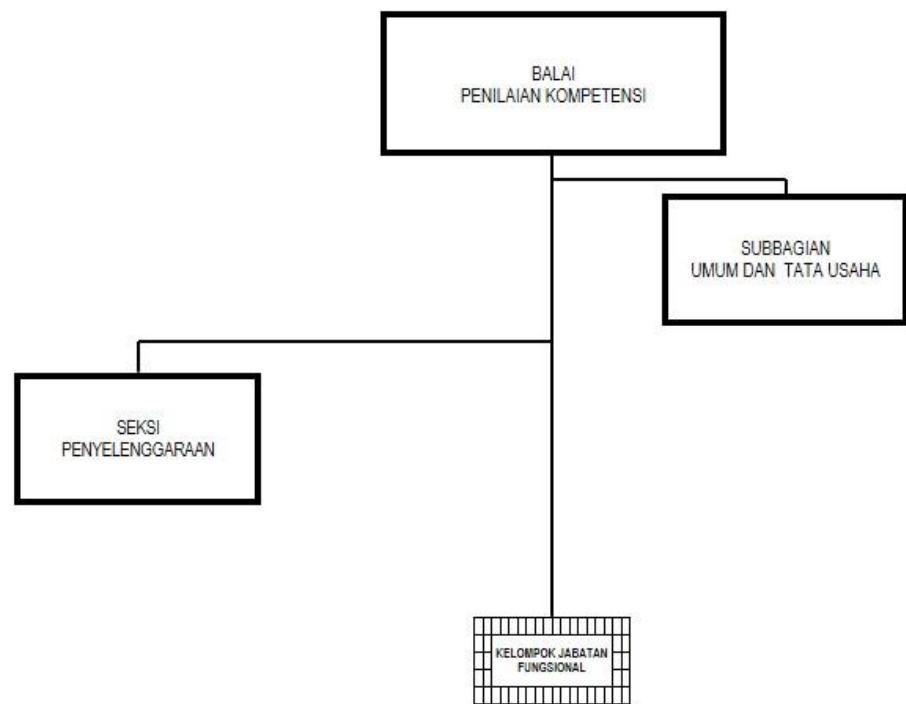 BALAI
PENILAIAN KOMPETENSI
SUBBAGIAN
UMUM DAN TATA USAHA
SEKSI
PENYELENGGARAAN
KELOMPOK JABATAN
FUNGSIONAL